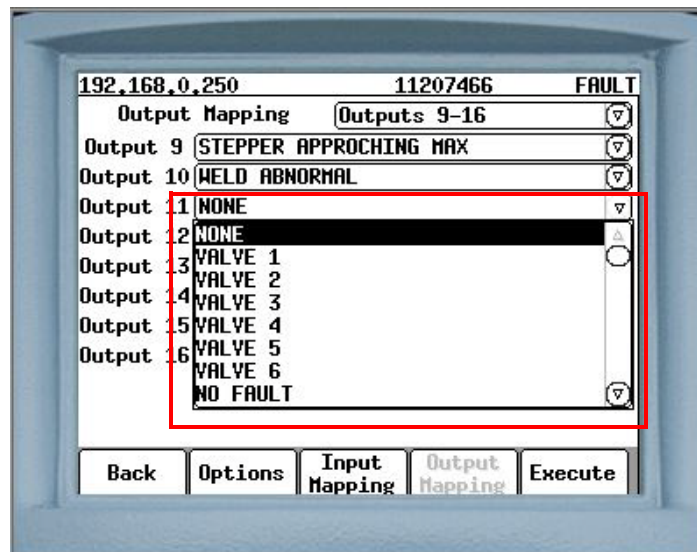 192.168.0.250 11207466 FAULT
Output Mapping Outputs 9-16
Output 9 STEPPER APPROCHING MAX
Output 10 WELD ABNORMAL
Output 11 NONE
Output 12 NONE
Output 13 VALVE 1
VALVE 2
Output 14 VALVE 3
Output 15 VALVE 4
Output 16 VALVE 5
VALVE 6
NO FAULT
Back Options Input Mapping Output Mapping Execute